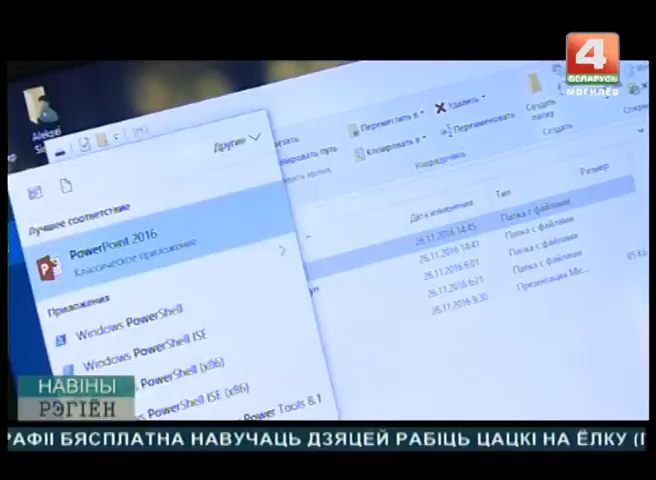 4
БЕЛАРУСЬ
МОГИЛЁВ
Aleksei
Другие
Лучшее соответствие
PowerPoint 2016
Классическое приложение
Приложения
Windows PowerShell
Windows PowerShell ISE
PowerShell (x86)
PowerShell ISE (x86)
Power Tools 8.1
Переместить в
Удалить
Копировать в
Переименовать
Создать
папку
Упорядочить
Создать
Дата изменения
Тип
Размер
26.11.2016 14:45
Папка с файлами
26.11.2016 14:41
Папка с файлами
26.11.2016 6:01
Папка с файлами
26.11.2016 6:21
Папка с файлами
26.11.2016 9:30
Презентация Mic...
НАВІНЫ
РЭГІЁН
РАФІІ БЯСПЛАТНА НАВУЧАЦЬ ДЗЯЦЕЙ РАБІЦЬ ЦАЦКІ НА ЁЛКУ (Г